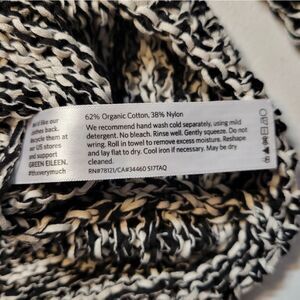 We'd like our
clothes back.
Recycle them at
our US stores
and support
GREEN EILEEN.
#thxverymuch
62% Organic Cotton, 38% Nylon
We recommend hand wash cold separately, using mild
detergent. No bleach. Rinse well. Gently squeeze. Do not
wring. Roll in towel to remove excess moisture. Reshape
and lay flat to dry. Cool iron if necessary. May be dry
cleaned.
RN#78121/CA#34460 S17TAQ